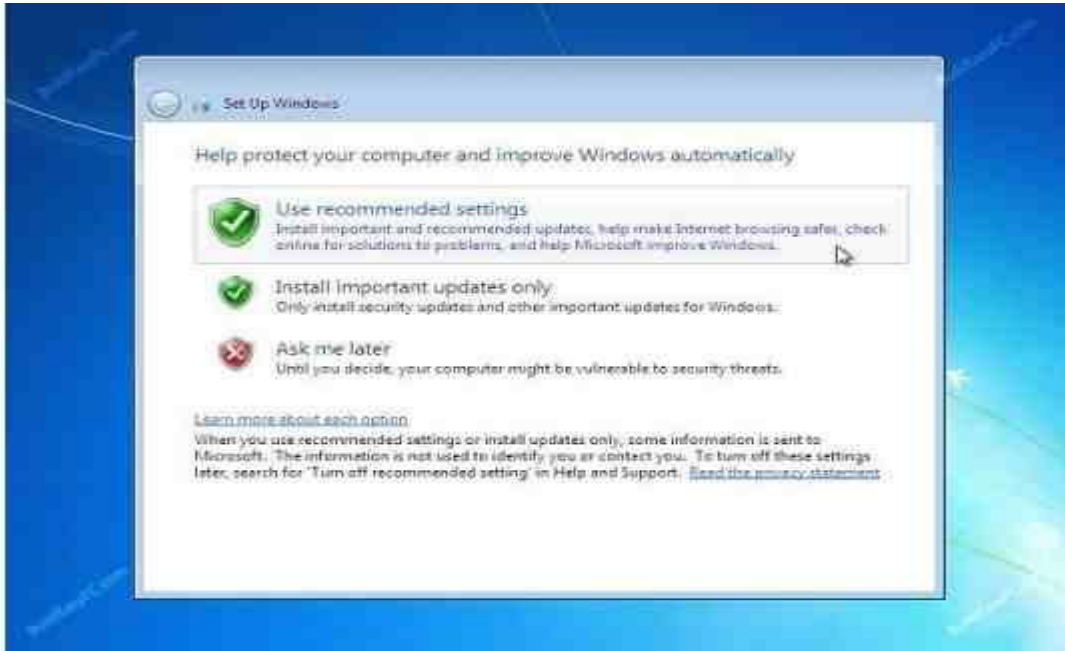 Set Up Windows
Help protect your computer and improve Windows automatically
Use recommended settings
Install important and recommended updates, help make Internet browsing safer, check
online for solutions to problems, and help Microsoft improve Windows.
Install important updates only
Only install security updates and other important updates for Windows.
Ask me later
Until you decide, your computer might be vulnerable to security threats.
Learn more about each option
When you use recommended settings or install updates only, some information is sent to
Microsoft. The information is not used to identify you or contact you. To turn off these settings
later, search for 'Turn off recommended setting' in Help and Support. Read the privacy statement